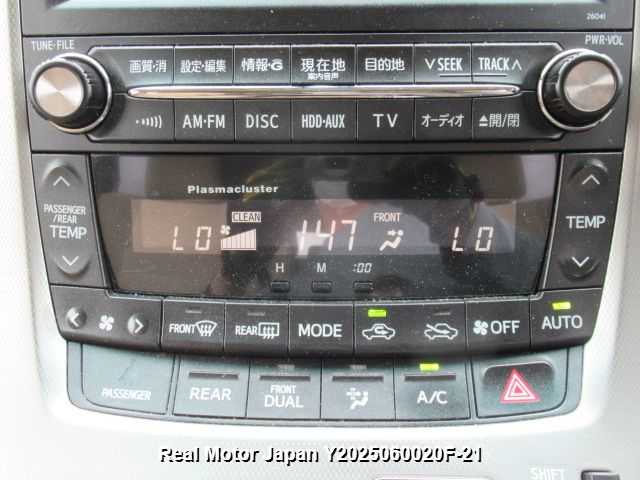 26041
TUNE·FILE
PWR·VOL
画質·消 設定·編集 情報·G 現在地 目的地 ∨SEEK TRACK∧
案内音声
AM·FM DISC HDD·AUX TV オーディオ ▲開/閉
Plasmacluster
PASSENGER/REAR TEMP
TEMP
CLEAN FRONT
LO 147 LO
H M :00
FRONT REAR MODE OFF AUTO
PASSENGER REAR FRONT DUAL A/C
Real Motor Japan Y2025060020F-21
SHIFT